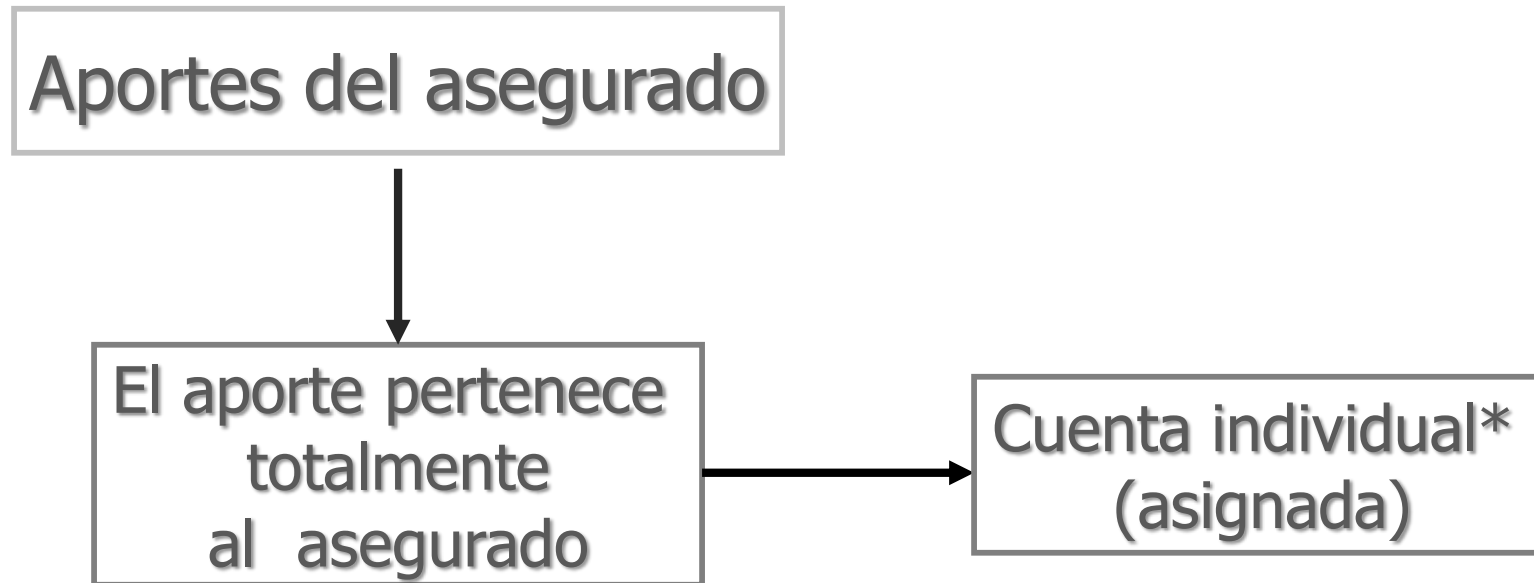 Aportes del asegurado
El aporte pertenece
totalmente
al asegurado
Cuenta individual*
(asignada)